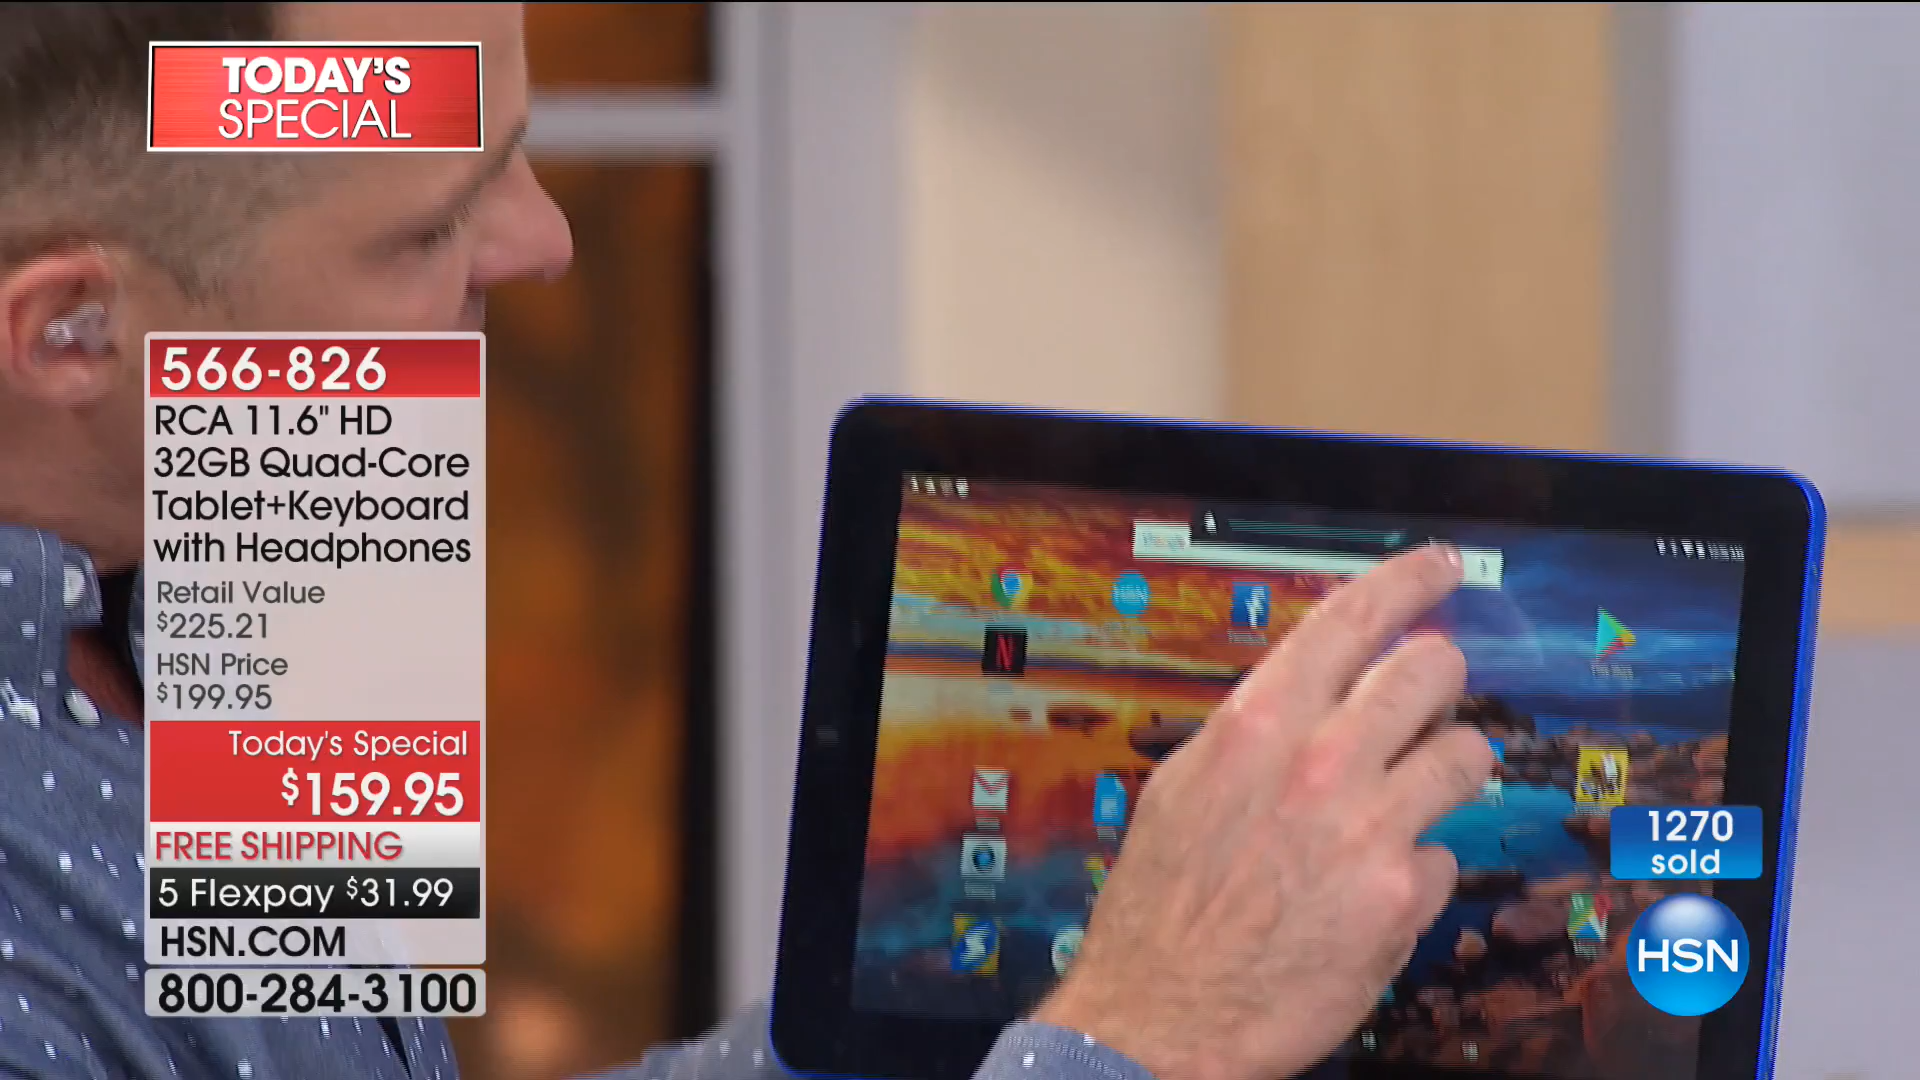 TODAY'S
SPECIAL
566-826
RCA 11.6" HD
32GB Quad-Core
Tablet+Keyboard
with Headphones
Retail Value
$225.21
HSN Price
$199.95
Today's Special
$159.95
FREE SHIPPING
5 Flexpay $31.99
HSN.COM
800-284-3100
HSN
N
1270
sold
HSN